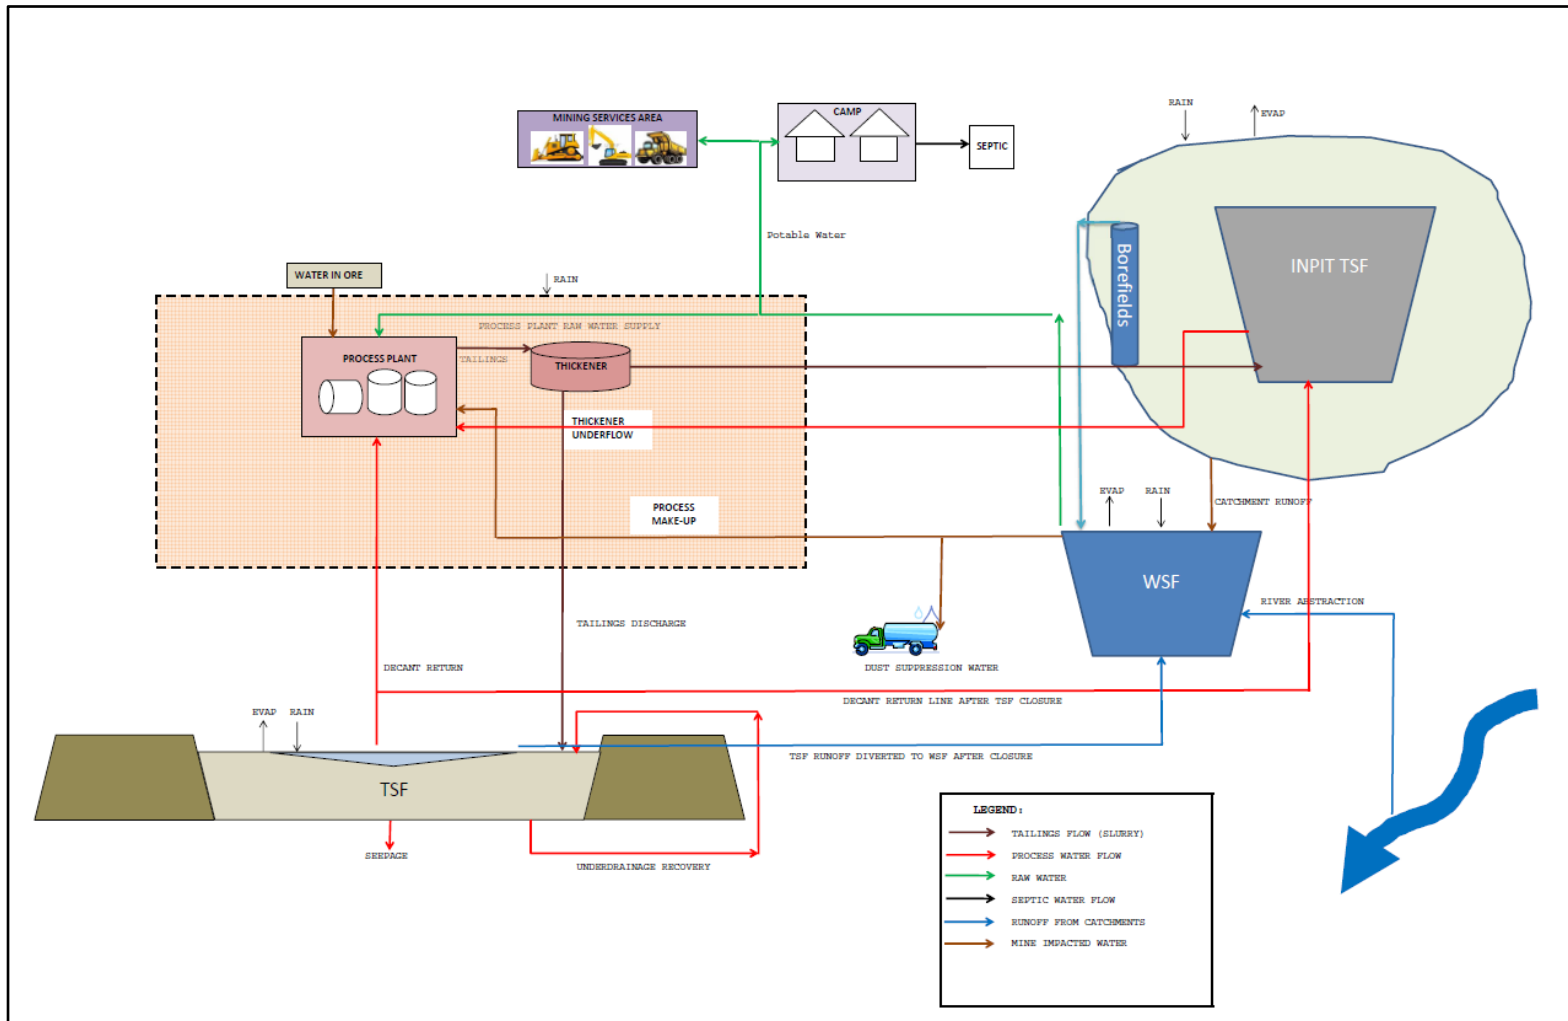 RAIN
EVAP
MINING SERVICES AREA
CAMP
SEPTIC
Potable Water
Borefields
INPIT TSF
WATER IN ORE
RAIN
PROCESS PLANT RAW WATER SUPPLY
PROCESS PLANT
TAILINGS
THICKENER
THICKENER
UNDERFLOW
PROCESS
MAKE-UP
EVAP
RAIN
CATCHMENT RUNOFF
WSF
RIVER ABSTRACTION
TAILINGS DISCHARGE
DUST SUPPRESSION WATER
DECANT RETURN
DECANT RETURN LINE AFTER TSF CLOSURE
EVAP
RAIN
TSF RUNOFF DIVERTED TO WSF AFTER CLOSURE
TSF
SEEPAGE
UNDERDRAINAGE RECOVERY
LEGEND:
TAILINGS FLOW (SLURRY)
PROCESS WATER FLOW
RAW WATER
SEPTIC WATER FLOW
RUNOFF FROM CATCHMENTS
MINE IMPACTED WATER